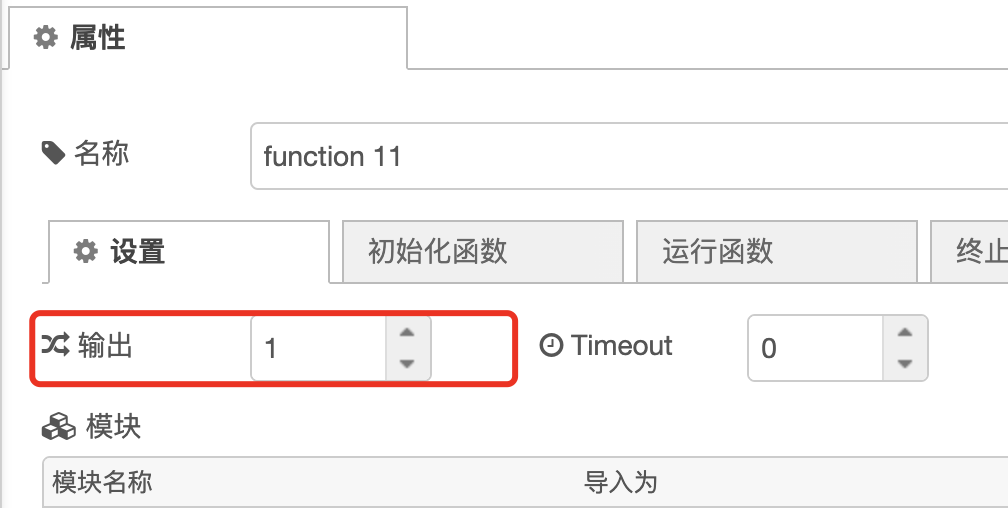 属性
名称 function 11
设置 初始化函数 运行函数 终止
输出 1 Timeout 0
模块
模块名称 导入为